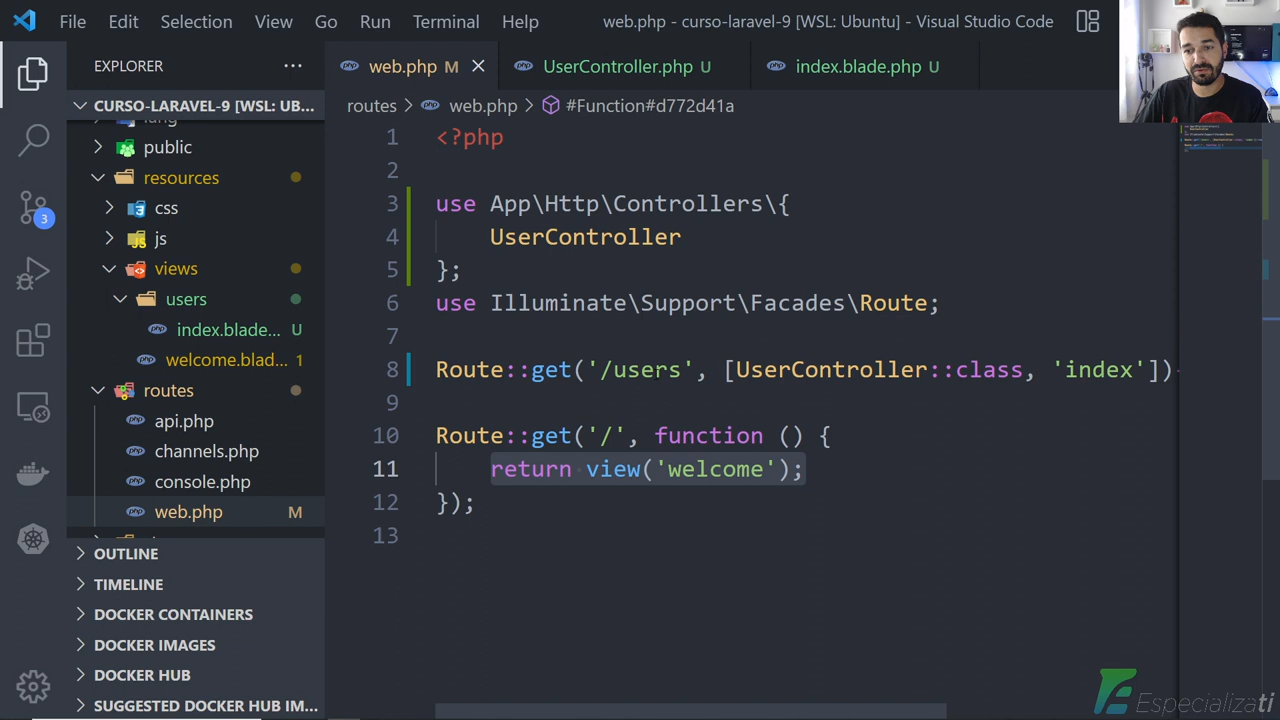 File Edit Selection View Go Run Terminal Help web.php - curso-laravel-9 [WSL: Ubuntu] - Visual Studio Code
EXPLORER ···
web.php M
UserController.php U
index.blade.php U
CURSO-LARAVEL-9 [WSL: UB...
lang
public
resources
css
js
views
users
index.blade... U
welcome.blad... 1
routes
api.php
channels.php
console.php
web.php M
OUTLINE
TIMELINE
DOCKER CONTAINERS
DOCKER IMAGES
DOCKER HUB
SUGGESTED DOCKER HUB IM...
3
routes > web.php > #Function#d772d41a
1 <?php
2
3 use App\Http\Controllers\{
4     UserController
5 };
6 use Illuminate\Support\Facades\Route;
7
8 Route::get('/users', [UserController::class, 'index'])-
9
10 Route::get('/', function () {
11     return view('welcome');
12 });
13
Especializati